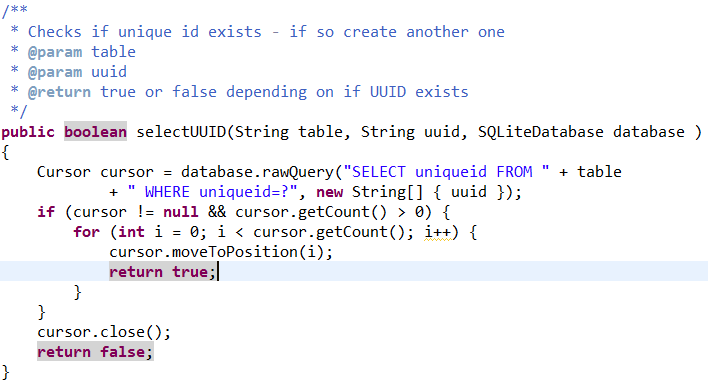 /**
 * Checks if unique id exists - if so create another one
 * @param table
 * @param uuid
 * @return true or false depending on if UUID exists
 */
public boolean selectUUID(String table, String uuid, SQLiteDatabase database )
{
    Cursor cursor = database.rawQuery("SELECT uniqueid FROM " + table
            + " WHERE uniqueid=?", new String[] { uuid });
    if (cursor != null && cursor.getCount() > 0) {
        for (int i = 0; i < cursor.getCount(); i++) {
            cursor.moveToPosition(i);
            return true;
        }
    }
    cursor.close();
    return false;
}